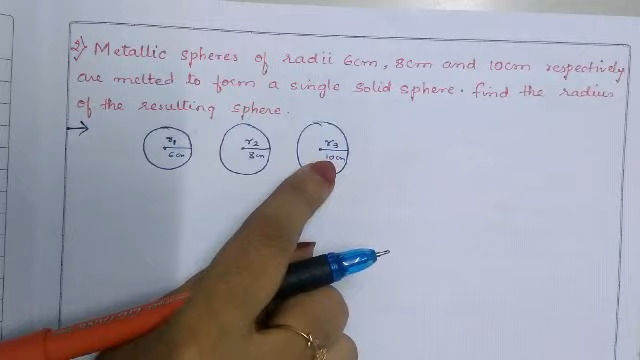 2) Metallic spheres of radii 6cm, 8cm and 10cm respectively
are melted to form a single solid sphere. find the radius
of the resulting sphere.
r1 r2 r3
6cm 8cm 10cm